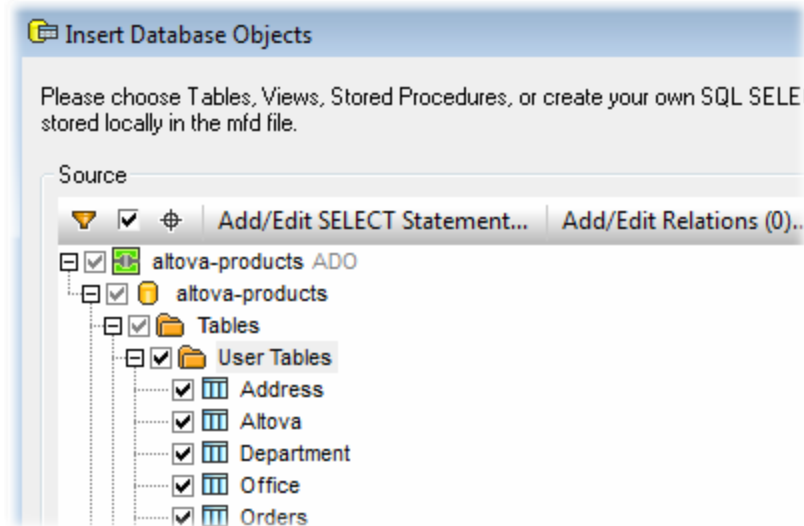 Insert Database Objects
Please choose Tables, Views, Stored Procedures, or create your own SQL
stored locally in the mfd file.
Source
Add/Edit SELECT Statement... Add/Edit Relations (0)..
altova-products ADO
altova-products
Tables
User Tables
Address
Altova
Department
Office
Orders